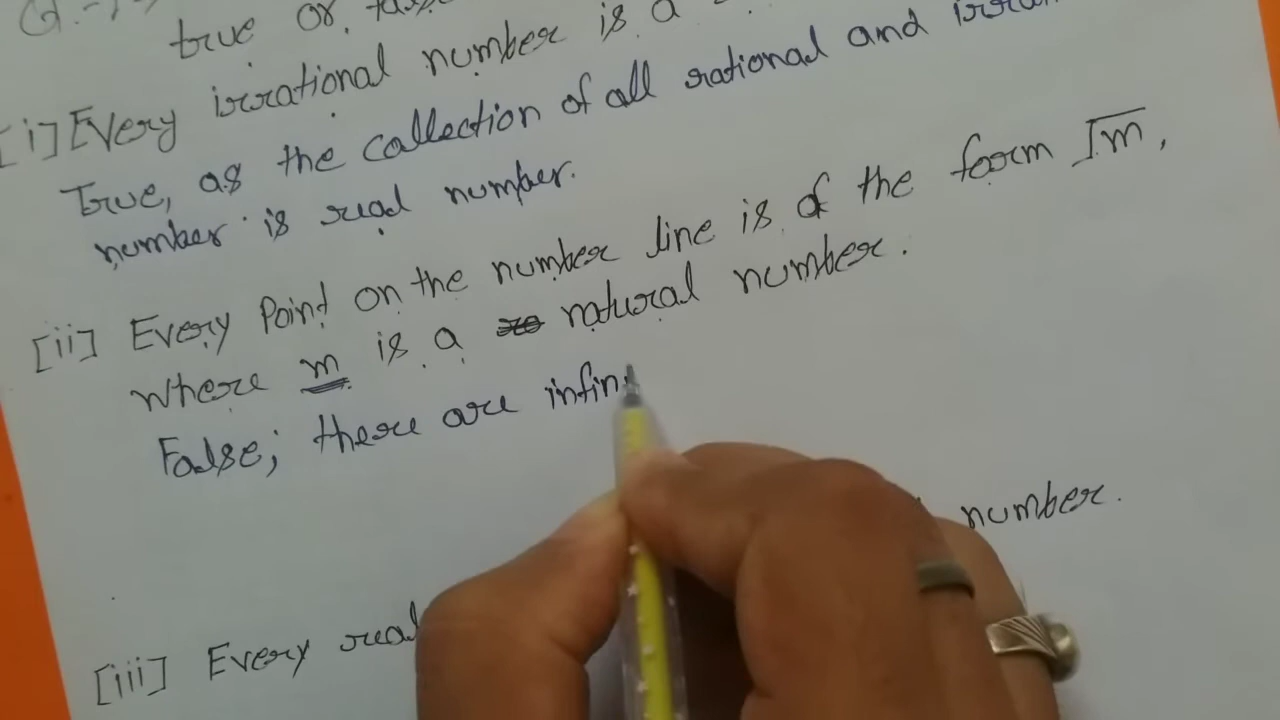 true or
[i] Every irrational number is a
True, as the collection of all rational and
number is real number.
[ii] Every Point on the number line is of the form √m,
where m is a natural number.
False; there are infin
number.
[iii] Every real